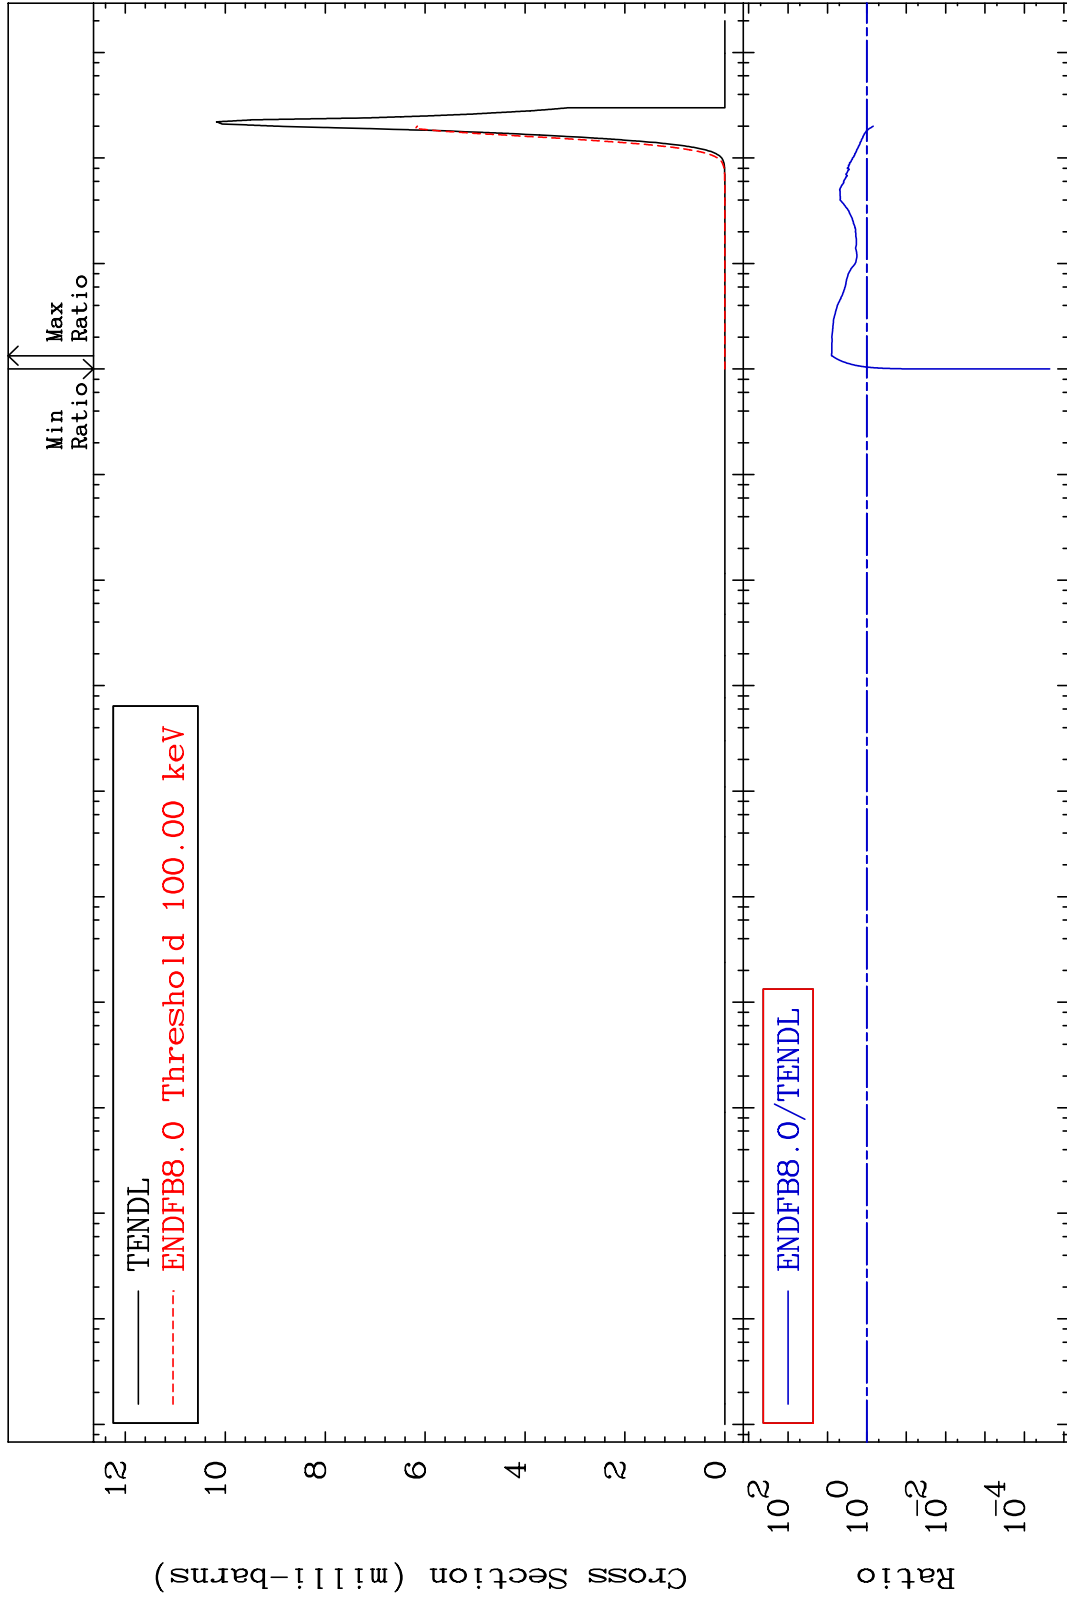 Min
Ratio
Max
Ratio
TENDL
ENDFB8.0 Threshold 100.00 keV
12
10
8
6
4
2
0
Cross Section (milli-barns)
ENDFB8.0/TENDL
10^2
10^0
10^-2
10^-4
Ratio